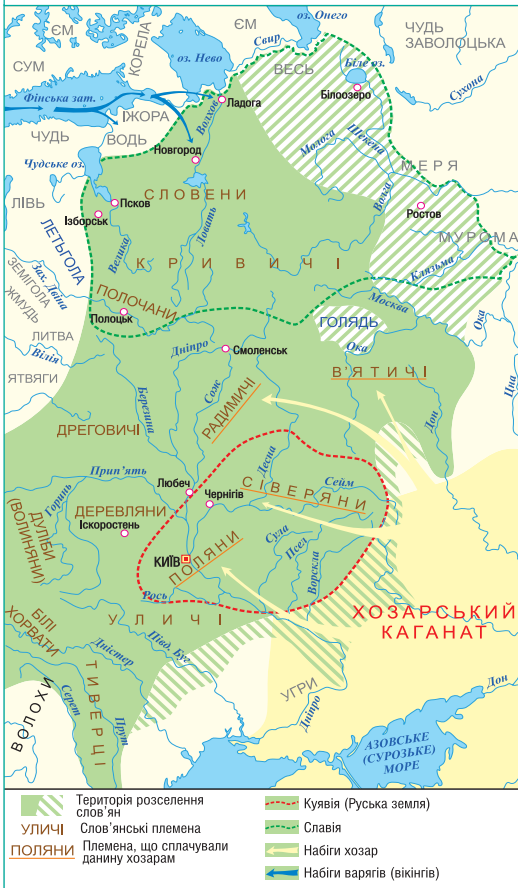 ЄМ
ЄМ
оз. Онего
ЧУДЬ
ЗАВОЛОЦЬКА
КОРЕЛА
СУМ
оз. Нево
Свир
ВЕСЬ
Біле оз.
Білоозеро
Сухона
Фінська зат.
Ладога
ІЖОРА
Волхов
ЧУДЬ
ВОДЬ
Новгород
Молога
Шексна
МЕРЯ
Чудське оз.
ЛІВЬ
Псков
СЛОВЕНИ
Волга
Ростов
Ізборськ
МУРОМА
ЛЕТЬГОЛА
Велика
Ловать
КРИВИЧІ
Клязьма
ЗЕМІГОЛА
Зах. Двіна
ЖМУДЬ
ПОЛОЧАНИ
Полоцьк
Москва
ГОЛЯДЬ
Ока
Ока
ЛИТВА
Вілія
Дніпро
Смоленськ
Цна
ЯТВЯГИ
В'ЯТИЧІ
Березина
Сож
РАДИМИЧІ
Дон
ДРЕГОВИЧІ
Десна
Прип'ять
Любеч
Чернігів
СІВЕРЯНИ
Сейм
Горинь
ДЕРЕВЛЯНИ
Іскоростень
ДУЛІБИ
(ВОЛИНЯНИ)
КИЇВ
ПОЛЯНИ
Сула
Псел
Ворскла
Рось
УЛИЧІ
ХОЗАРСЬКИЙ
КАГАНАТ
БІЛІ
ХОРВАТИ
Дністер
Півд. Буг
ТИВЕРЦІ
ВОЛОХИ
Серет
Прут
УГРИ
Дніпро
Дон
АЗОВСЬКЕ
(СУРОЗЬКЕ)
МОРЕ
Територія розселення
слов'ян
УЛИЧІ Слов'янські племена
ПОЛЯНИ Племена, що сплачували
данину хозарам
Куявія (Руська земля)
Славія
Набіги хозар
Набіги варягів (вікінгів)